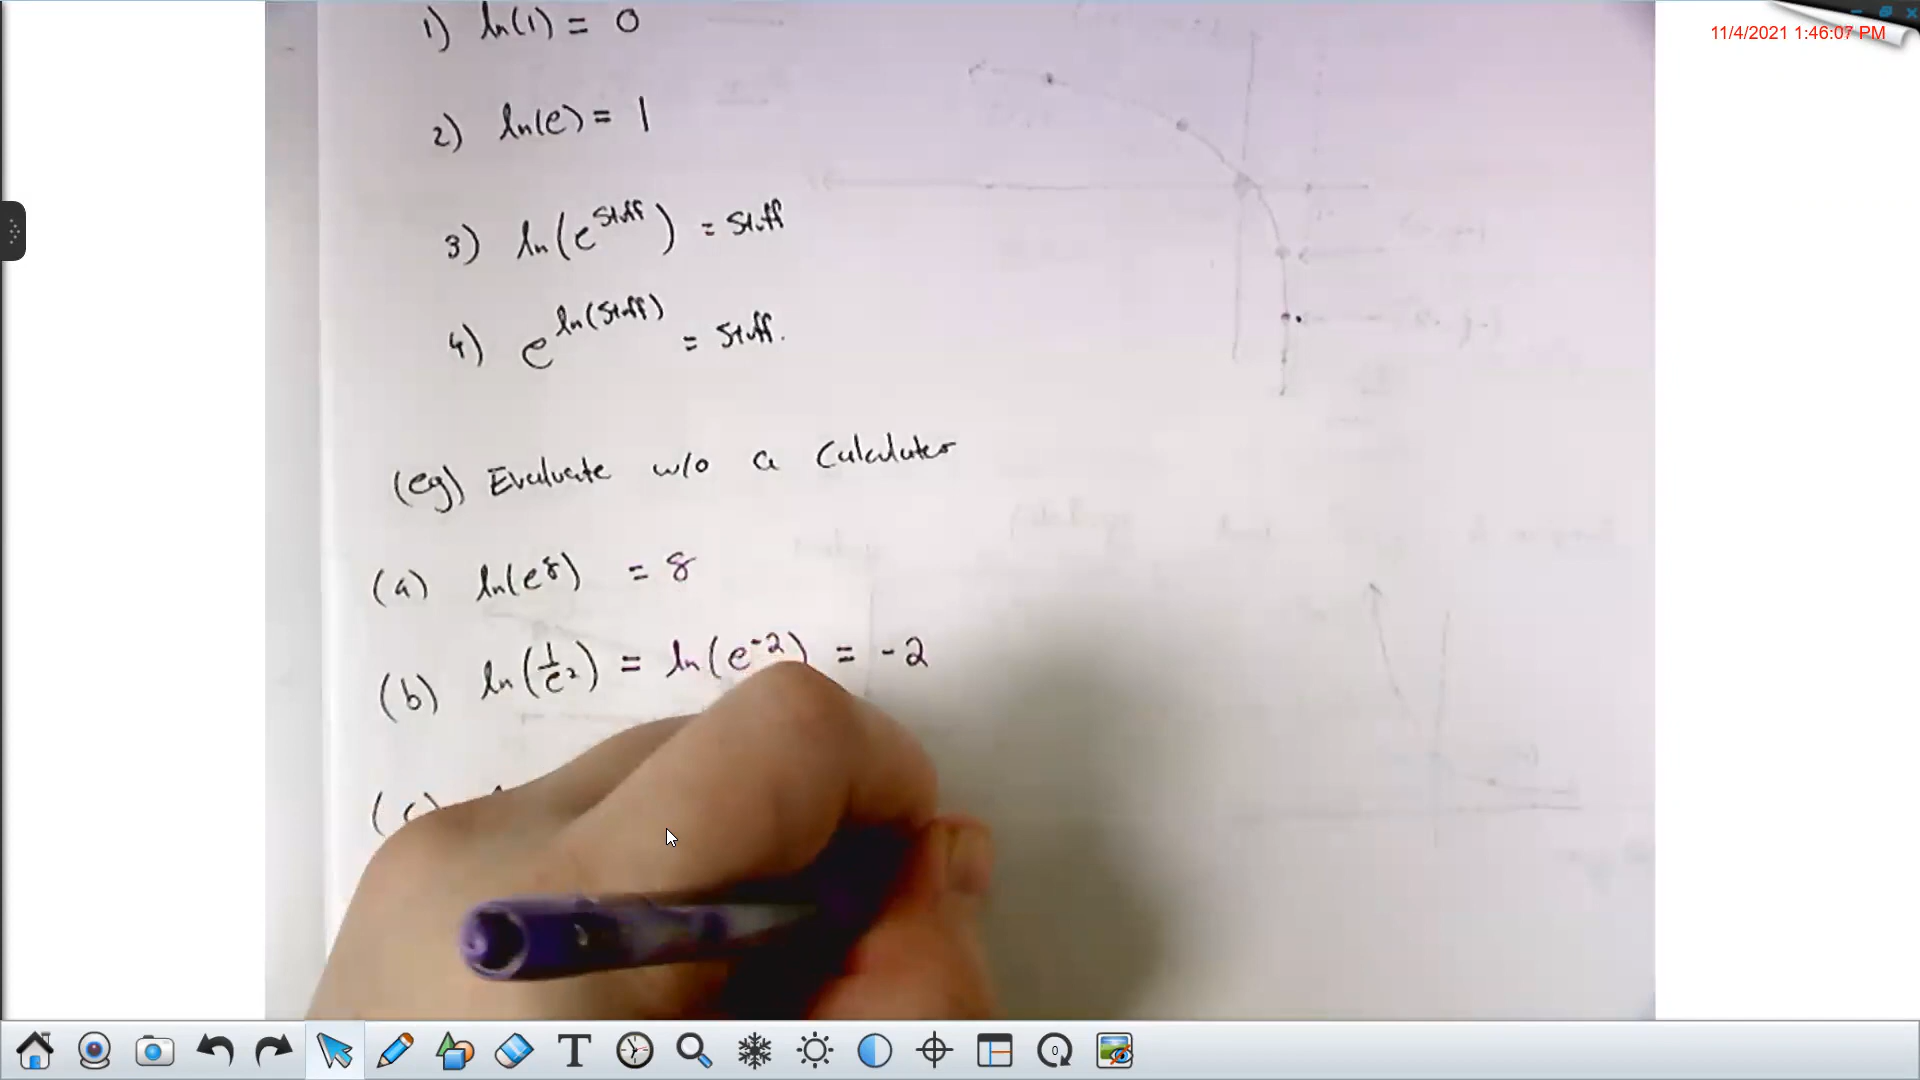 11/4/2021 1:46:07 PM
1) ln(1) = 0
2) ln(e) = 1
3) ln(e^stuff) = stuff
4) e^ln(stuff) = stuff.
(eg) Evaluate w/o a Calculator
(a) ln(e^8) = 8
(b) ln(1/e^2) = ln(e^-2) = -2
(c)